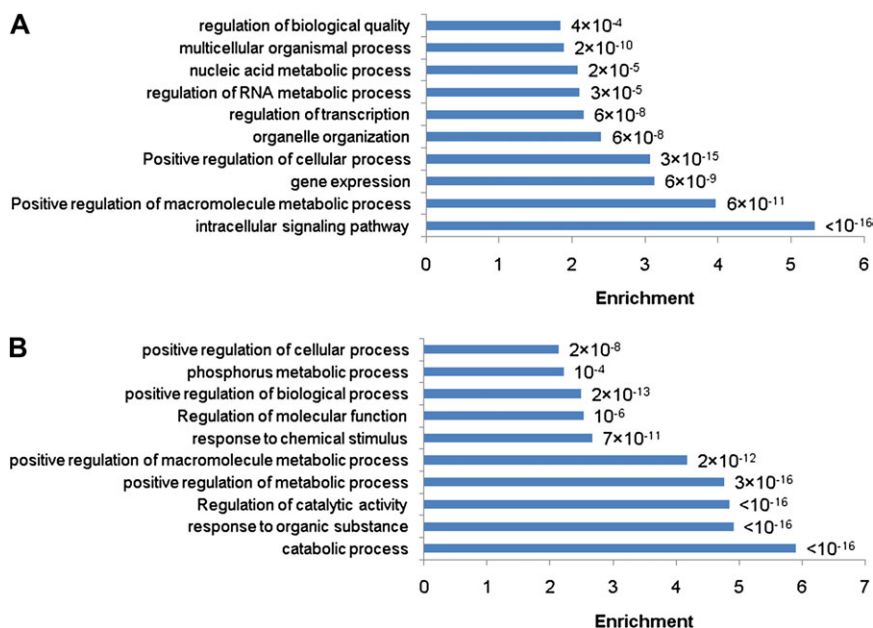 A
regulation of biological quality 4×10⁻⁴
multicellular organismal process 2×10⁻¹⁰
nucleic acid metabolic process 2×10⁻⁵
regulation of RNA metabolic process 3×10⁻⁵
regulation of transcription 6×10⁻⁸
organelle organization 6×10⁻⁸
Positive regulation of cellular process 3×10⁻¹⁵
gene expression 6×10⁻⁹
Positive regulation of macromolecule metabolic process 6×10⁻¹¹
intracellular signaling pathway <10⁻¹⁶
0 1 2 3 4 5 6
Enrichment
B
positive regulation of cellular process 2×10⁻⁸
phosphorus metabolic process 10⁻⁴
positive regulation of biological process 2×10⁻¹³
Regulation of molecular function 10⁻⁶
response to chemical stimulus 7×10⁻¹¹
positive regulation of macromolecule metabolic process 2×10⁻¹²
positive regulation of metabolic process 3×10⁻¹⁶
Regulation of catalytic activity <10⁻¹⁶
response to organic substance <10⁻¹⁶
catabolic process <10⁻¹⁶
0 1 2 3 4 5 6 7
Enrichment